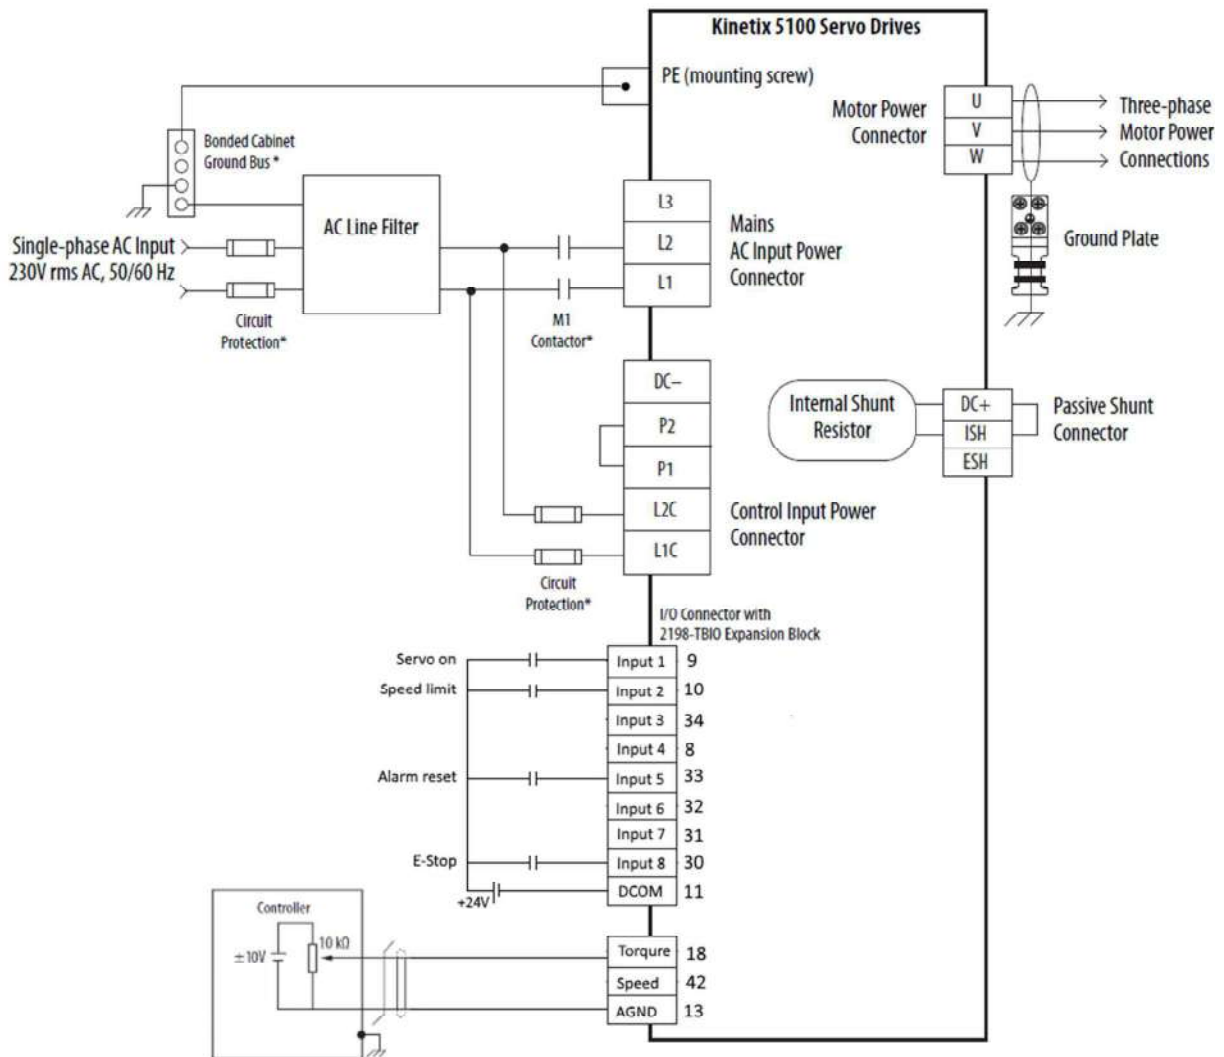 Kinetix 5100 Servo Drives
PE (mounting screw)
Motor Power
Connector
U
V
W
Three-phase
Motor Power
Connections
Bonded Cabinet
Ground Bus *
AC Line Filter
Single-phase AC Input
230V rms AC, 50/60 Hz
Circuit
Protection*
M1
Contactor*
L3
L2
L1
Mains
AC Input Power
Connector
Ground Plate
DC–
P2
P1
L2C
L1C
Internal Shunt
Resistor
DC+
ISH
ESH
Passive Shunt
Connector
Control Input Power
Connector
Circuit
Protection*
I/O Connector with
2198-TBIO Expansion Block
Servo on
Input 1 9
Speed limit
Input 2 10
Input 3 34
Input 4 8
Alarm reset
Input 5 33
Input 6 32
Input 7 31
E-Stop
Input 8 30
+24V
DCOM 11
Controller
±10V
10 kΩ
Torqure 18
Speed 42
AGND 13